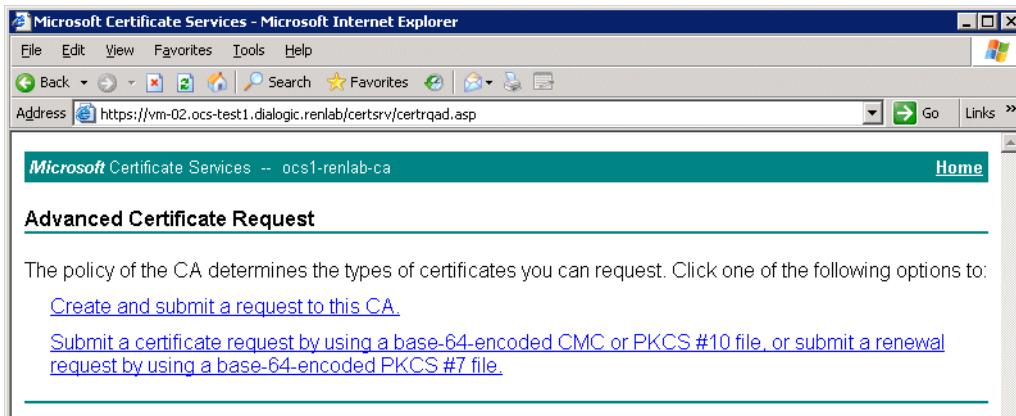 Microsoft Certificate Services - Microsoft Internet Explorer
File Edit View Favorites Tools Help
Back Search Favorites
Address https://vm-02.ocs-test1.dialogic.renlab/certsrv/certrqad.asp Go Links »
Microsoft Certificate Services -- ocs1-renlab-ca Home
Advanced Certificate Request
The policy of the CA determines the types of certificates you can request. Click one of the following options to:
Create and submit a request to this CA.
Submit a certificate request by using a base-64-encoded CMC or PKCS #10 file, or submit a renewal
request by using a base-64-encoded PKCS #7 file.